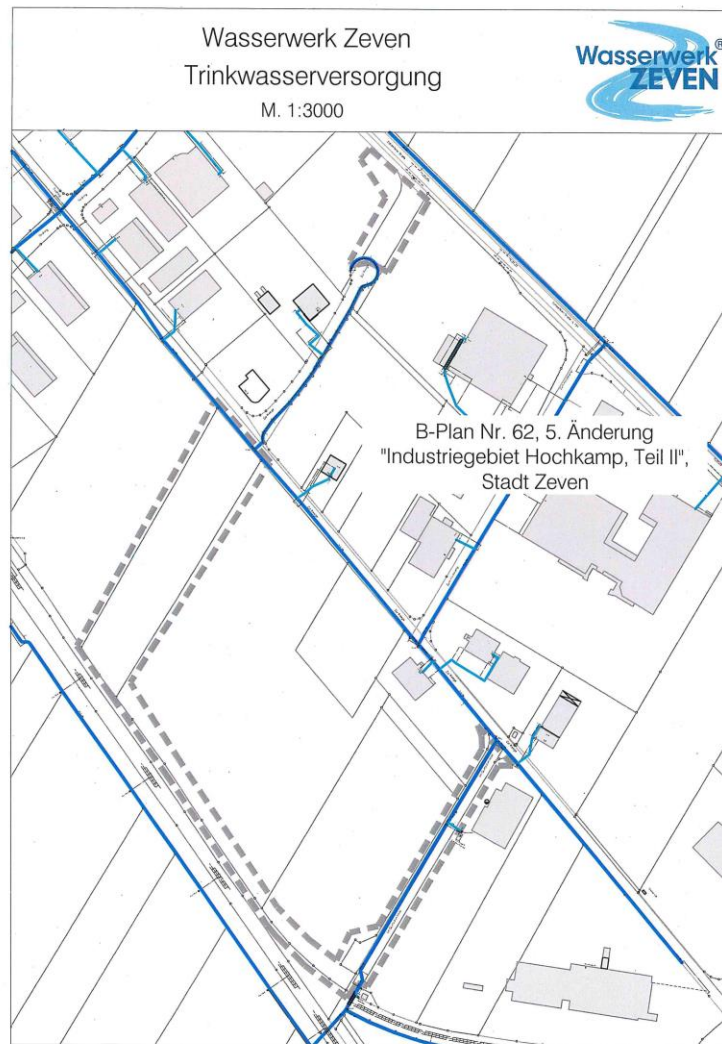 Wasserwerk Zeven
Trinkwasserversorgung
M. 1:3000
Wasserwerk®
ZEVEN
B-Plan Nr. 62, 5. Änderung
"Industriegebiet Hochkamp, Teil II",
Stadt Zeven